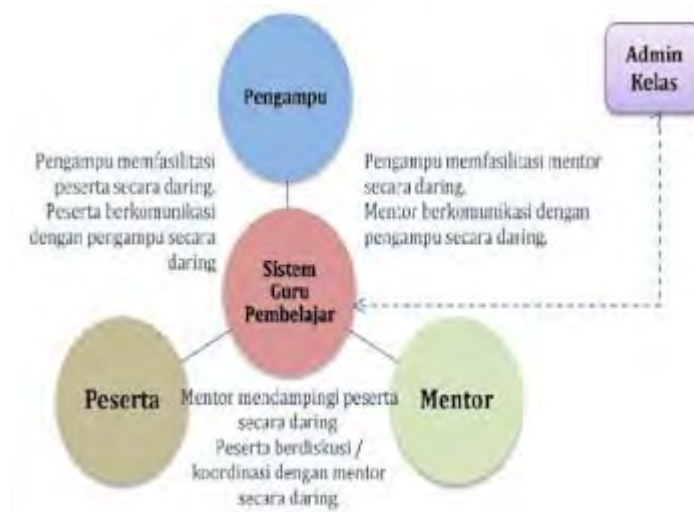 Pengampu
Admin
Kelas
Pengampu memfasilitasi
peserta secara daring.
Peserta berkomunikasi
dengan pengampu secara
daring
Pengampu memfasilitasi mentor
secara daring.
Mentor berkomunikasi dengan
pengampu secara daring.
Sistem
Guru
Pembelajar
Peserta
Mentor mendampingi peserta
secara daring
Peserta berdiskusi /
koordinasi dengan mentor
secara daring
Mentor